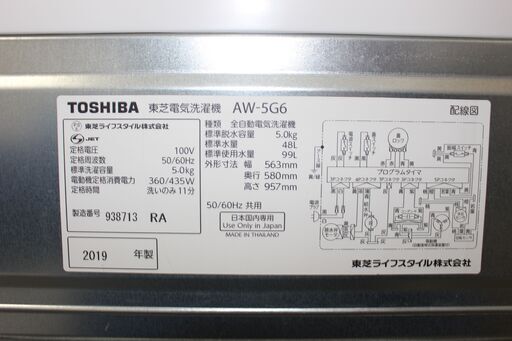 TOSHIBA 東芝電気洗濯機 AW-5G6
東芝ライフスタイル株式会社
JET
定格電圧 100V
定格周波数 50/60Hz
標準洗濯容量 5.0kg
電動機定格消費電力 360/435W
定格時間 洗いのみ11分
製造番号 938713 RA
2019 年製
種類 全自動電気洗濯機
標準脱水容量 5.0kg
標準水量 48L
標準使用水量 99L
外形寸法 幅 563mm
奥行 580mm
高さ 957mm
50/60Hz 共用
日本国内専用
Use Only in Japan
MADE IN THAILAND
配線図
プログラムタイマ
東芝ライフスタイル株式会社